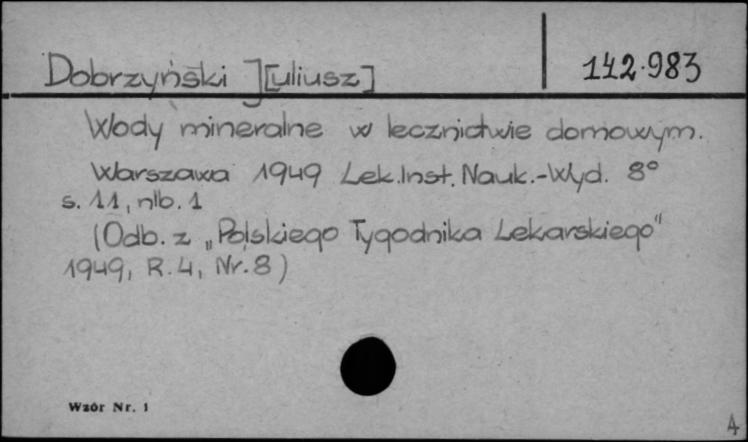 Dobrzyński J[uliusz] 142.983
Wody mineralne w lecznictwie domowym.
Warszawa 1949 Lek.Inst.Nauk.-Wyd. 8°
s. 11, nlb. 1
(Odb. z „Polskiego Tygodnika Lekarskiego"
1949, R.4, Nr.8)
Wzór Nr. 1
4